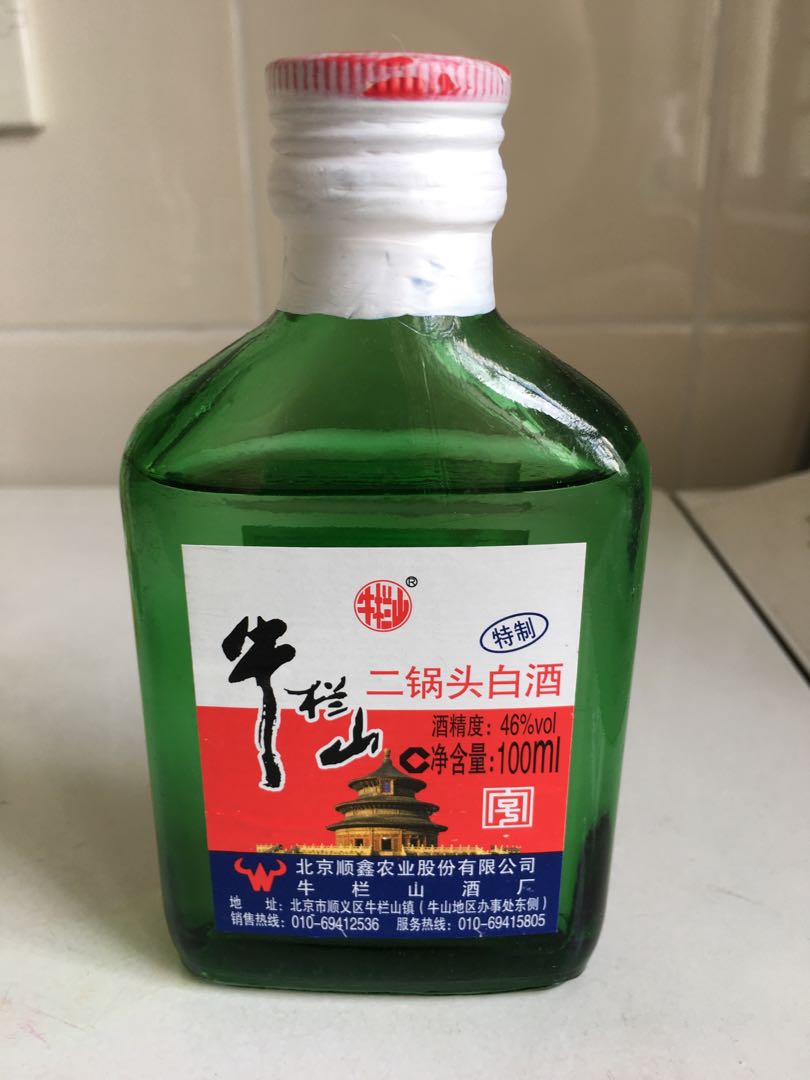 牛栏山®
特制
牛栏山
二锅头白酒
酒精度：46%vol
C净含量：100ml
北京顺鑫农业股份有限公司
牛栏山酒厂
地 址：北京市顺义区牛栏山镇（牛山地区办事处东侧）
销售热线：010-69412536 服务热线：010-69415805